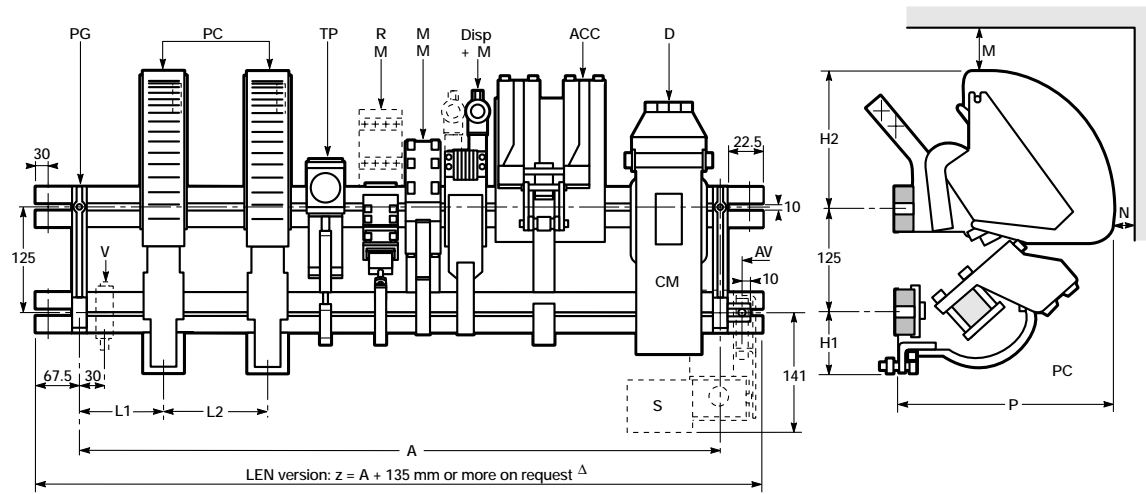 PG
PC
TP
R
M
M
M
Disp
+ M
ACC
D
M
30
22.5
H2
10
N
125
125
V
AV
10
CM
H1
PC
67.5
30
141
S
P
L1
L2
A
LEN version: z = A + 135 mm or more on request Δ